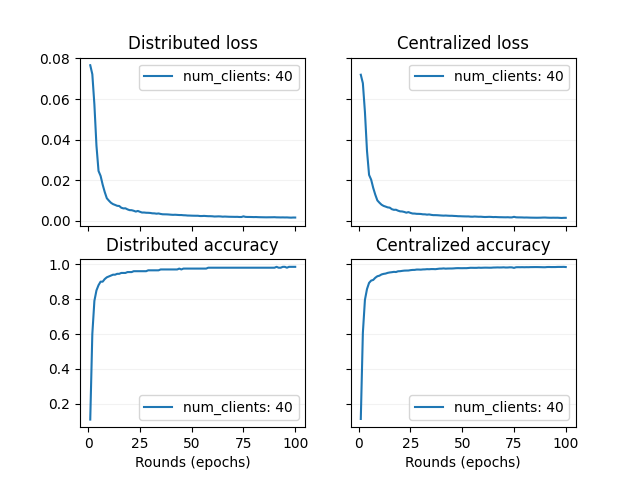 Distributed loss
Centralized loss
0.08
0.06
0.04
0.02
0.00
num_clients: 40
num_clients: 40
Distributed accuracy
Centralized accuracy
1.0
0.8
0.6
0.4
0.2
num_clients: 40
num_clients: 40
0 25 50 75 100
0 25 50 75 100
Rounds (epochs)
Rounds (epochs)